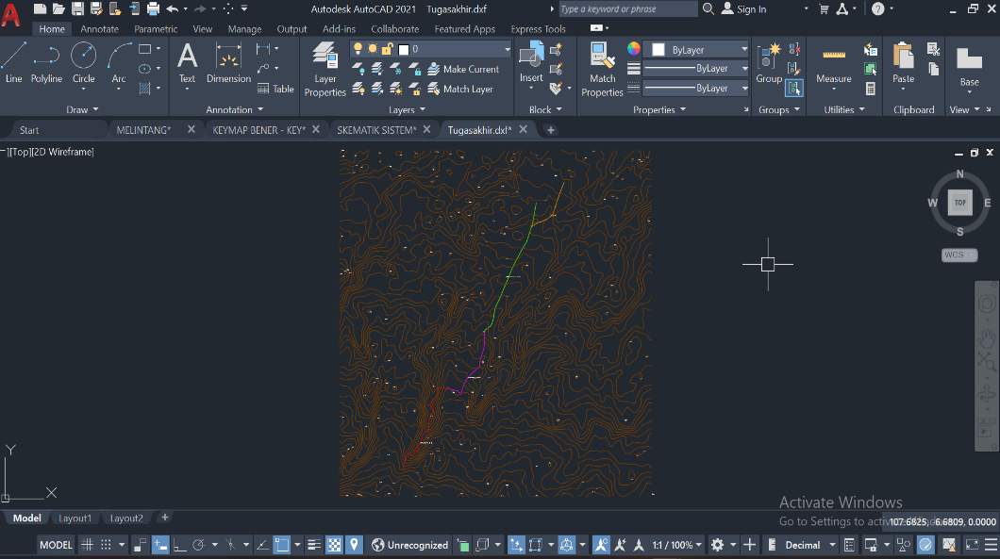 Autodesk AutoCAD 2021 Tugasakhir.dxf
Type a keyword or phrase
Sign In
Home Annotate Parametric View Manage Output Add-ins Collaborate Featured Apps Express Tools
Line Polyline Circle Arc
Text Dimension Table
Layer Properties
0
Make Current
Match Layer
Insert
Match Properties
ByLayer
ByLayer
ByLayer
Group
Measure
Paste
Base
Draw Annotation Layers Block Properties Groups Utilities Clipboard View
Start MELINTANG* KEYMAP BENER - KEY* SKEMATIK SISTEM* Tugasakhir.dxf*
][Top][2D Wireframe]
N
W TOP E
S
WCS
Y
X
Activate Windows
Go to Settings to activ
107.6825, -6.6809, 0.0000
Model Layout1 Layout2
MODEL Unrecognized 1:1 / 100% Decimal